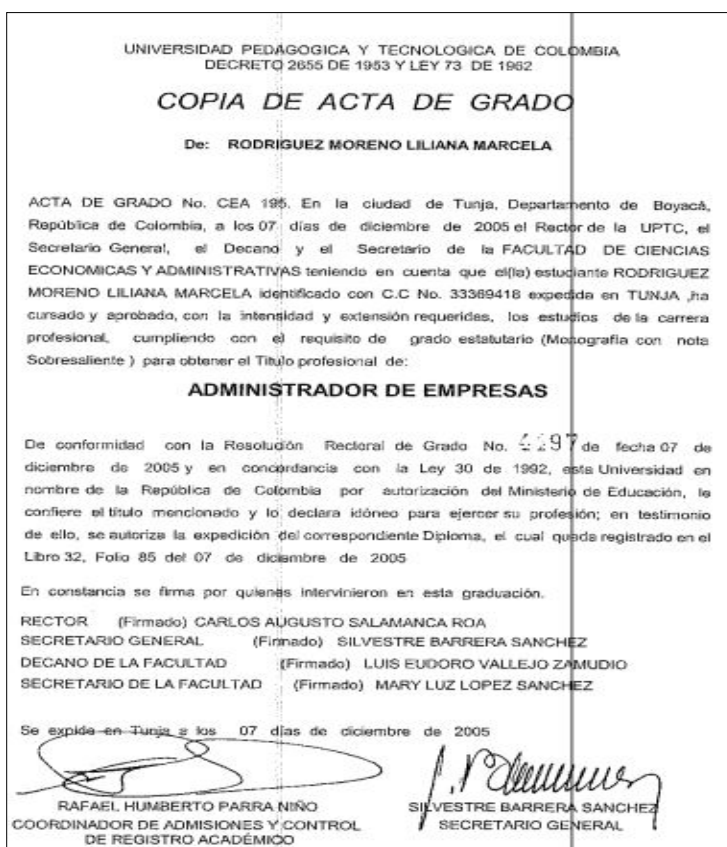 UNIVERSIDAD PEDAGOGICA Y TECNOLOGICA DE COLOMBIA
DECRETO 2655 DE 1953 Y LEY 73 DE 1962
COPIA DE ACTA DE GRADO
De: RODRIGUEZ MORENO LILIANA MARCELA
ACTA DE GRADO No. CEA 195. En la ciudad de Tunja, Departamento de Boyacá,
República de Colombia, a los 07 días de diciembre de 2005 el Rector de la UPTC, el
Secretario General, el Decano y el Secretario de la FACULTAD DE CIENCIAS
ECONOMICAS Y ADMINISTRATIVAS teniendo en cuenta que el(la) estudiante RODRIGUEZ
MORENO LILIANA MARCELA identificado con C.C No. 33369418 expedida en TUNJA ,ha
cursado y aprobado, con la intensidad y extensión requeridas, los estudios de la carrera
profesional, cumpliendo con el requisito de grado estatutario (Monografía con nota
Sobresaliente ) para obtener el Titulo profesional de:
ADMINISTRADOR DE EMPRESAS
De conformidad con la Resolución Rectoral de Grado No. de fecha 07 de
diciembre de 2005 y en concordancia con la Ley 30 de 1992, esta Universidad en
nombre de la República de Colombia por autorización del Ministerio de Educación, le
confiere el título mencionado y lo declara idóneo para ejercer su profesión; en testimonio
de ello, se autoriza la expedición del correspondiente Diploma, el cual queda registrado en el
Libro 32, Folio 85 del 07 de diciembre de 2005
En constancia se firma por quienes intervinieron en esta graduación.
RECTOR (Firmado) CARLOS AUGUSTO SALAMANCA ROA
SECRETARIO GENERAL (Firmado) SILVESTRE BARRERA SANCHEZ
DECANO DE LA FACULTAD (Firmado) LUIS EUDORO VALLEJO ZAMUDIO
SECRETARIO DE LA FACULTAD (Firmado) MARY LUZ LOPEZ SANCHEZ
Se expide en Tunja a los 07 días de diciembre de 2005
RAFAEL HUMBERTO PARRA NIÑO
COORDINADOR DE ADMISIONES Y CONTROL
DE REGISTRO ACADÉMICO
SILVESTRE BARRERA SANCHEZ
SECRETARIO GENERAL